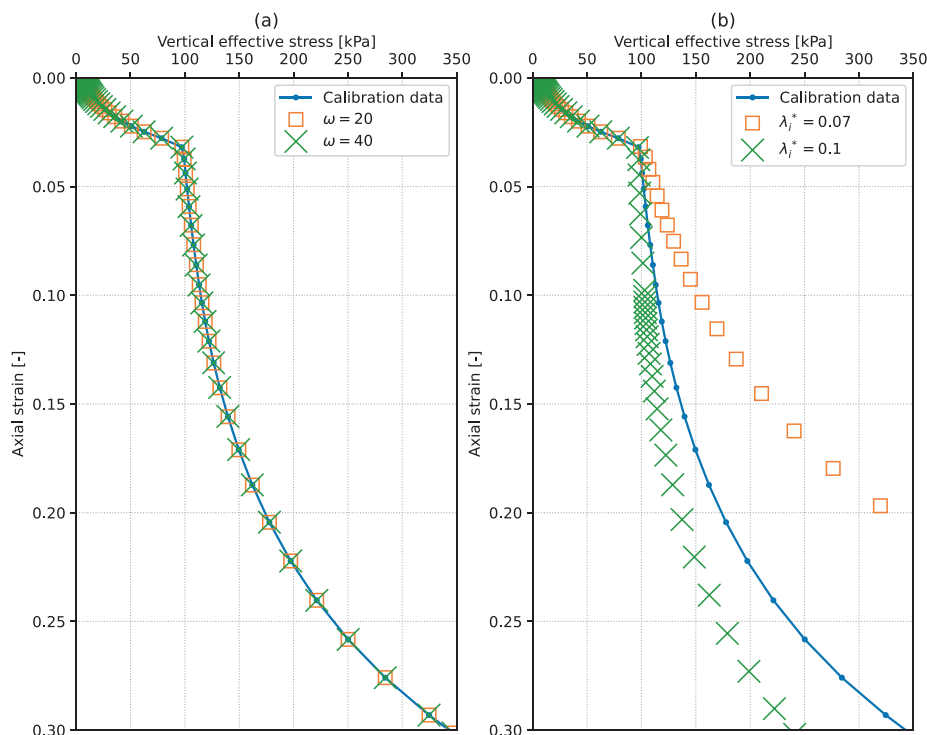 (a)
Vertical effective stress [kPa]
0 50 100 150 200 250 300 350
0.00
0.05
0.10
0.15
0.20
0.25
0.30
Axial strain [-]
Calibration data
ω = 20
ω = 40
(b)
Vertical effective stress [kPa]
0 50 100 150 200 250 300 350
0.00
0.05
0.10
0.15
0.20
0.25
0.30
Axial strain [-]
Calibration data
λᵢ* = 0.07
λᵢ* = 0.1